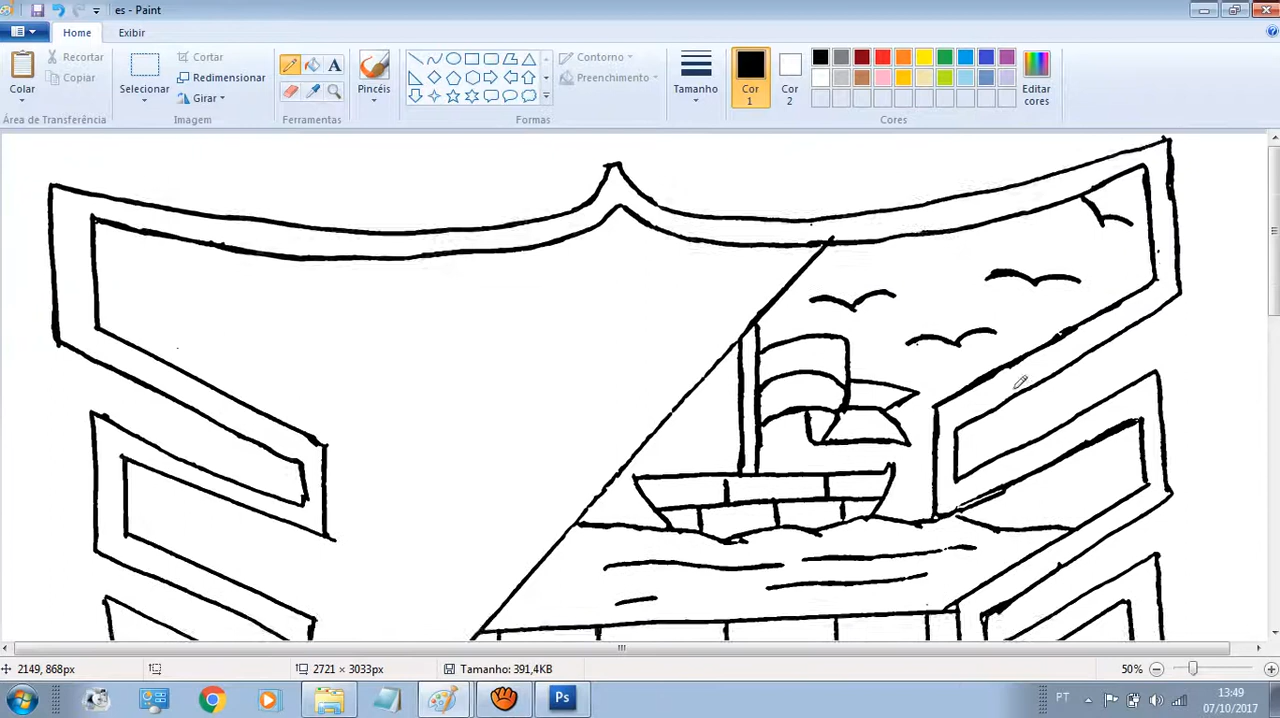 es - Paint
Home
Exibir
Colar
Recortar
Copiar
Área de Transferência
Selecionar
Cortar
Redimensionar
Girar
Imagem
A
Ferramentas
Pincéis
Contorno
Preenchimento
Formas
Tamanho
Cor
1
Cor
2
Editar
cores
Cores
2149, 868px
2721 × 3033px
Tamanho: 391,4KB
50%
Ps
PT
13:49
07/10/2017